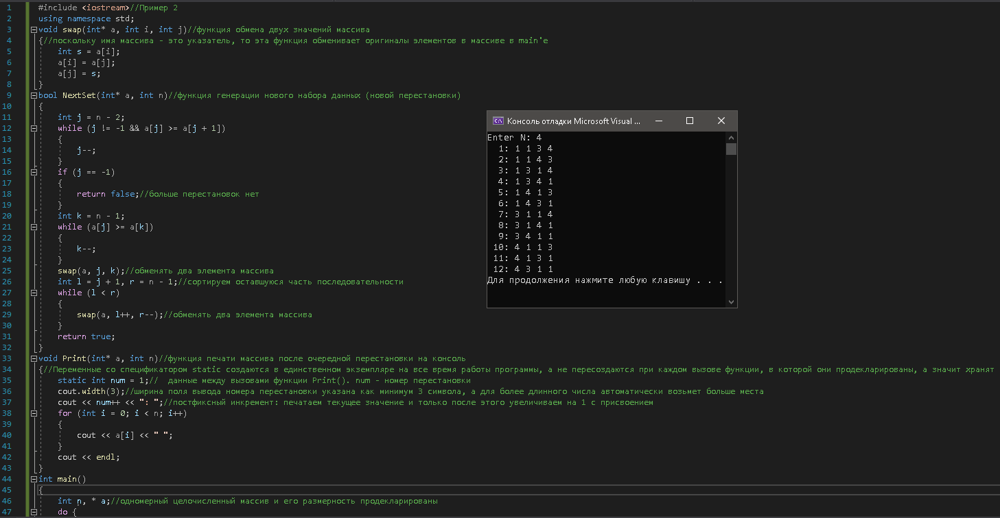 1 #include <iostream>//Пример 2
2 using namespace std;
3 void swap(int* a, int i, int j)//функция обмена двух значений массива
4 {//поскольку имя массива - это указатель, то эта функция обменивает оригиналы элементов в массиве в main'е
5 int s = a[i];
6 a[i] = a[j];
7 a[j] = s;
8 }
9 bool NextSet(int* a, int n)//функция генерации нового набора данных (новой перестановки)
10 {
11 int j = n - 2;
12 while (j != -1 && a[j] >= a[j + 1])
13 {
14 j--;
15 }
16 if (j == -1)
17 {
18 return false;//больше перестановок нет
19 }
20 int k = n - 1;
21 while (a[j] >= a[k])
22 {
23 k--;
24 }
25 swap(a, j, k);//обменять два элемента массива
26 int l = j + 1, r = n - 1;//сортируем оставшуюся часть последовательности
27 while (l < r)
28 {
29 swap(a, l++, r--);//обменять два элемента массива
30 }
31 return true;
32 }
33 void Print(int* a, int n)//функция печати массива после очередной перестановки на консоль
34 {//Переменные со спецификатором static создаются в единственном экземпляре на все время работы программы, а не пересоздаются при каждом вызове функции, в которой они продекларированы, а значит хранят
35 static int num = 1;// данные между вызовами функции Print(). num - номер перестановки
36 cout.width(3);//ширина поля вывода номера перестановки указана как минимум 3 символа, а для более длинного числа автоматически возьмет больше места
37 cout << num++ << ": ";//постфиксный инкремент: печатаем текущее значение и только после этого увеличиваем на 1 с присвоением
38 for (int i = 0; i < n; i++)
39 {
40 cout << a[i] << " ";
41 }
42 cout << endl;
43 }
44 int main()
45 {
46 int n, * a;//одномерный целочисленный массив и его размерность продекларированы
47 do {
Консоль отладки Microsoft Visual ...
Enter N: 4
1: 1 1 3 4
2: 1 1 4 3
3: 1 3 1 4
4: 1 3 4 1
5: 1 4 1 3
6: 1 4 3 1
7: 3 1 1 4
8: 3 1 4 1
9: 3 4 1 1
10: 4 1 1 3
11: 4 1 3 1
12: 4 3 1 1
Для продолжения нажмите любую клавишу . . .